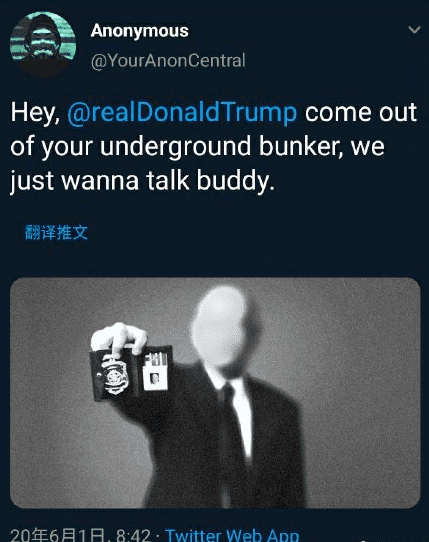 Anonymous
@YourAnonCentral
Hey, @realDonaldTrump come out
of your underground bunker, we
just wanna talk buddy.
翻译推文
20年6月1日, 8:42 · Twitter Web App